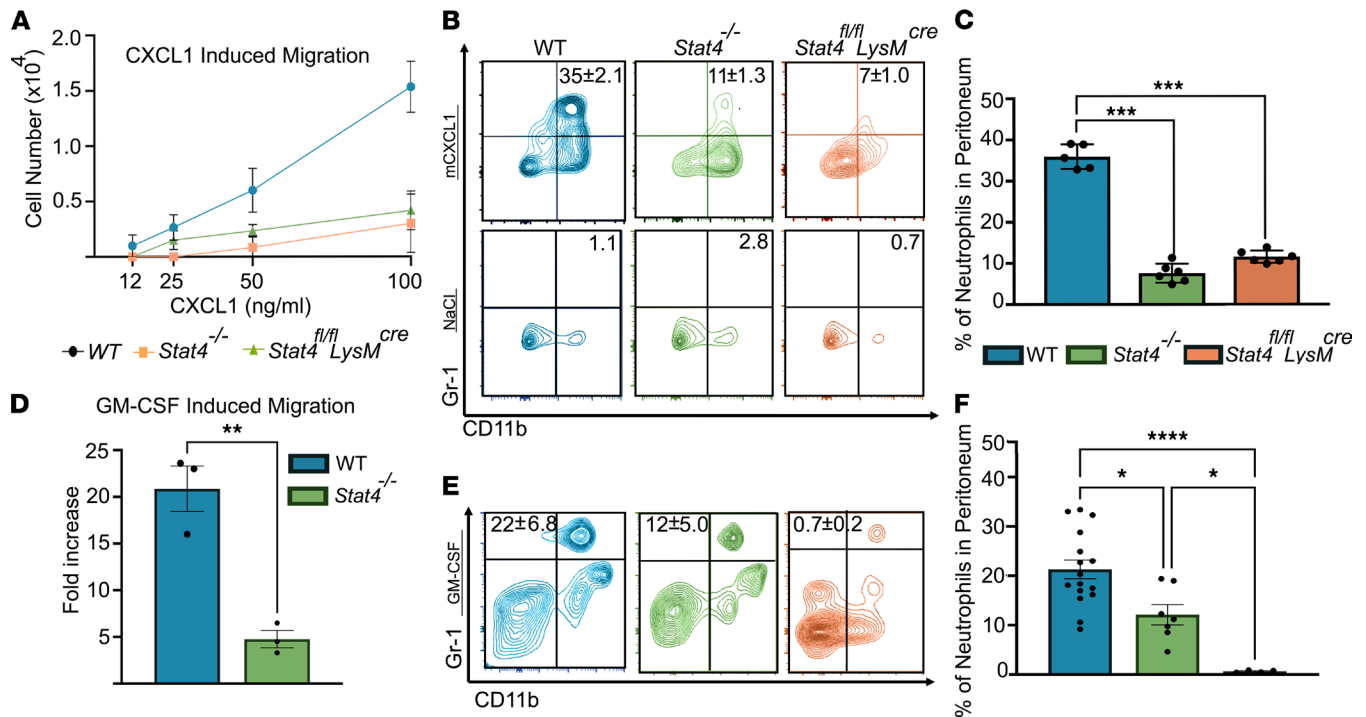 A
CXCL1 Induced Migration
Cell Number (x10⁴)
2.0
1.5
1.0
0.5
12 25 50 100
CXCL1 (ng/ml)
WT Stat4-/- Stat4fl/fl LysMcre
B
WT Stat4-/- Stat4fl/fl LysMcre
mCXCL1
35±2.1 11±1.3 7±1.0
NaCl
1.1 2.8 0.7
Gr-1
CD11b
C
% of Neutrophils in Peritoneum
50
40
30
20
10
0
***
***
WT Stat4-/- Stat4fl/fl LysMcre
D
GM-CSF Induced Migration
Fold increase
25
20
15
10
5
**
WT
Stat4-/-
E
GM-CSF
22±6.8 12±5.0 0.7±0.2
Gr-1
CD11b
F
% of Neutrophils in Peritoneum
50
40
30
20
10
0
****
* *